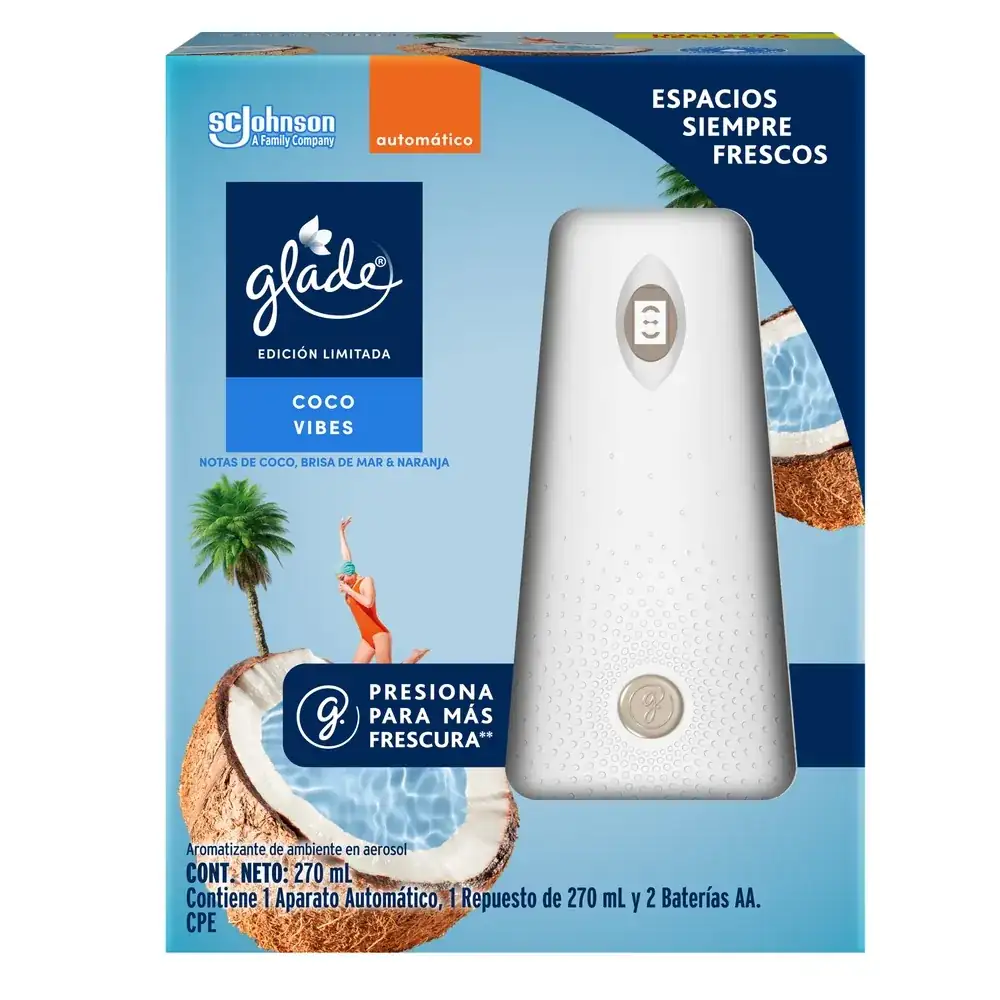 SCJohnson
A Family Company
automático
ESPACIOS
SIEMPRE
FRESCOS
glade®
EDICIÓN LIMITADA
COCO
VIBES
NOTAS DE COCO, BRISA DE MAR & NARANJA
g.
PRESIONA
PARA MÁS
FRESCURA**
g
Aromatizante de ambiente en aerosol
CONT. NETO: 270 mL
Contiene 1 Aparato Automático, 1 Repuesto de 270 mL y 2 Baterías AA.
CPE